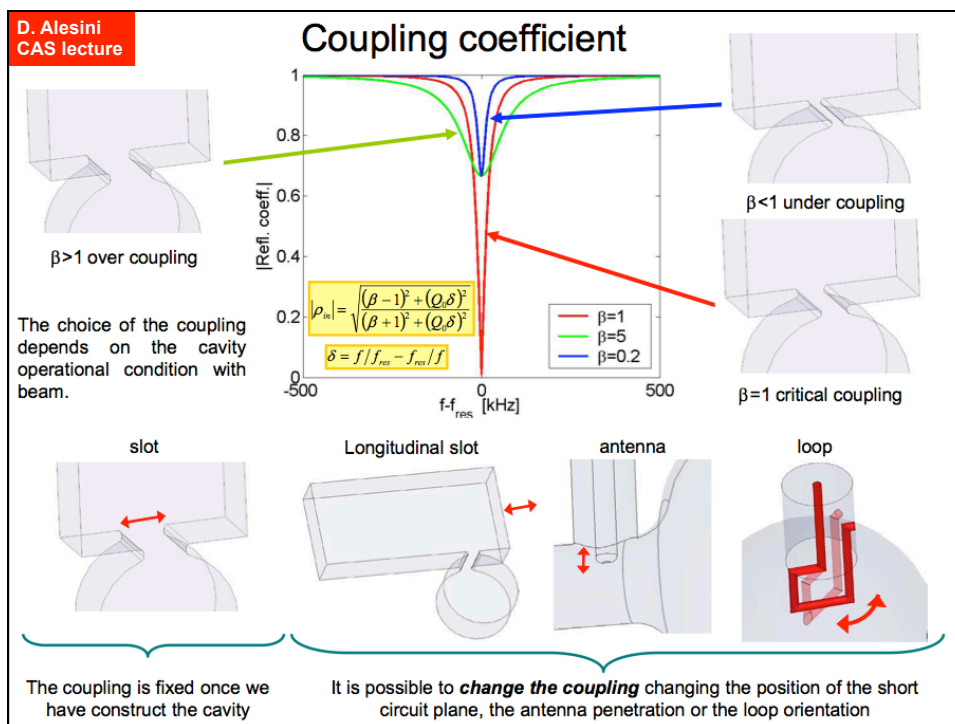 D. Alesini
CAS lecture
Coupling coefficient
1
0.8
0.6
0.4
0.2
0
-500
0
500
|Refl. coeff.|
f-f_res [kHz]
|ρ_in| = √(((β−1)² + (Q₀δ)²) / ((β+1)² + (Q₀δ)²))
δ = f/f_res − f_res/f
β=1
β=5
β=0.2
β>1 over coupling
The choice of the coupling
depends on the cavity
operational condition with
beam.
β<1 under coupling
β=1 critical coupling
slot
Longitudinal slot
antenna
loop
The coupling is fixed once we
have construct the cavity
It is possible to change the coupling changing the position of the short
circuit plane, the antenna penetration or the loop orientation